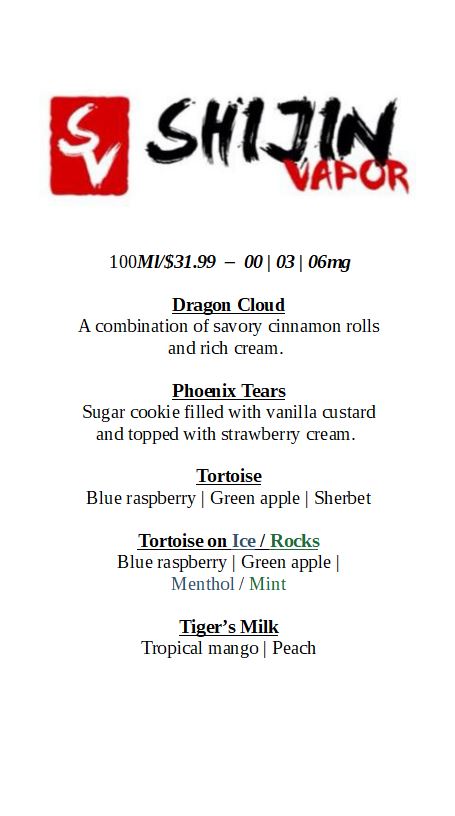 SV SHIJIN
VAPOR
100Ml/$31.99 – 00 | 03 | 06mg
Dragon Cloud
A combination of savory cinnamon rolls
and rich cream.
Phoenix Tears
Sugar cookie filled with vanilla custard
and topped with strawberry cream.
Tortoise
Blue raspberry | Green apple | Sherbet
Tortoise on Ice / Rocks
Blue raspberry | Green apple |
Menthol / Mint
Tiger’s Milk
Tropical mango | Peach